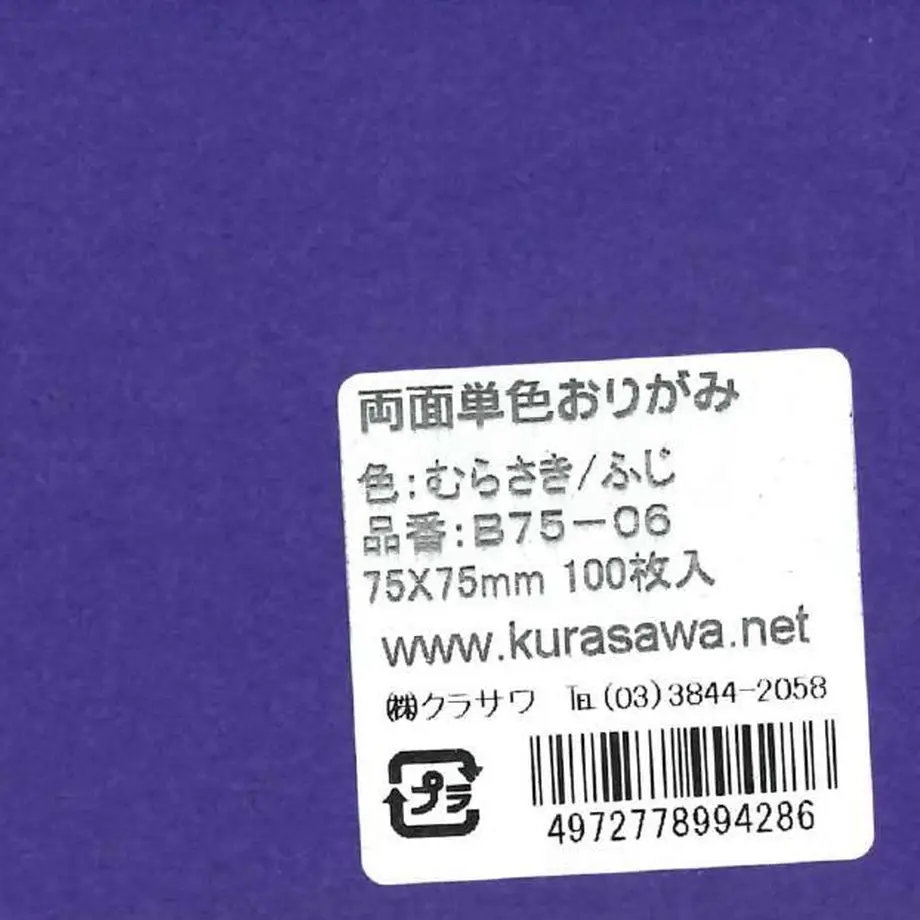 両面単色おりがみ
色:むらさき/ふじ
品番:B75-06
75X75mm 100枚入
www.kurasawa.net
㈱クラサワ ℡(03)3844-2058
プラ
4972778994286